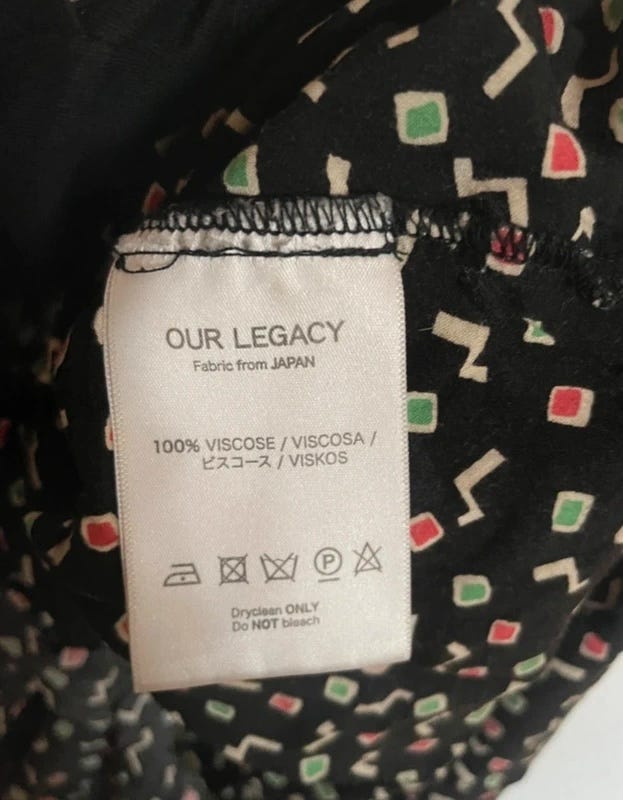 OUR LEGACY
Fabric from JAPAN
100% VISCOSE / VISCOSA /
ビスコース / VISKOS
P
Dryclean ONLY
Do NOT bleach